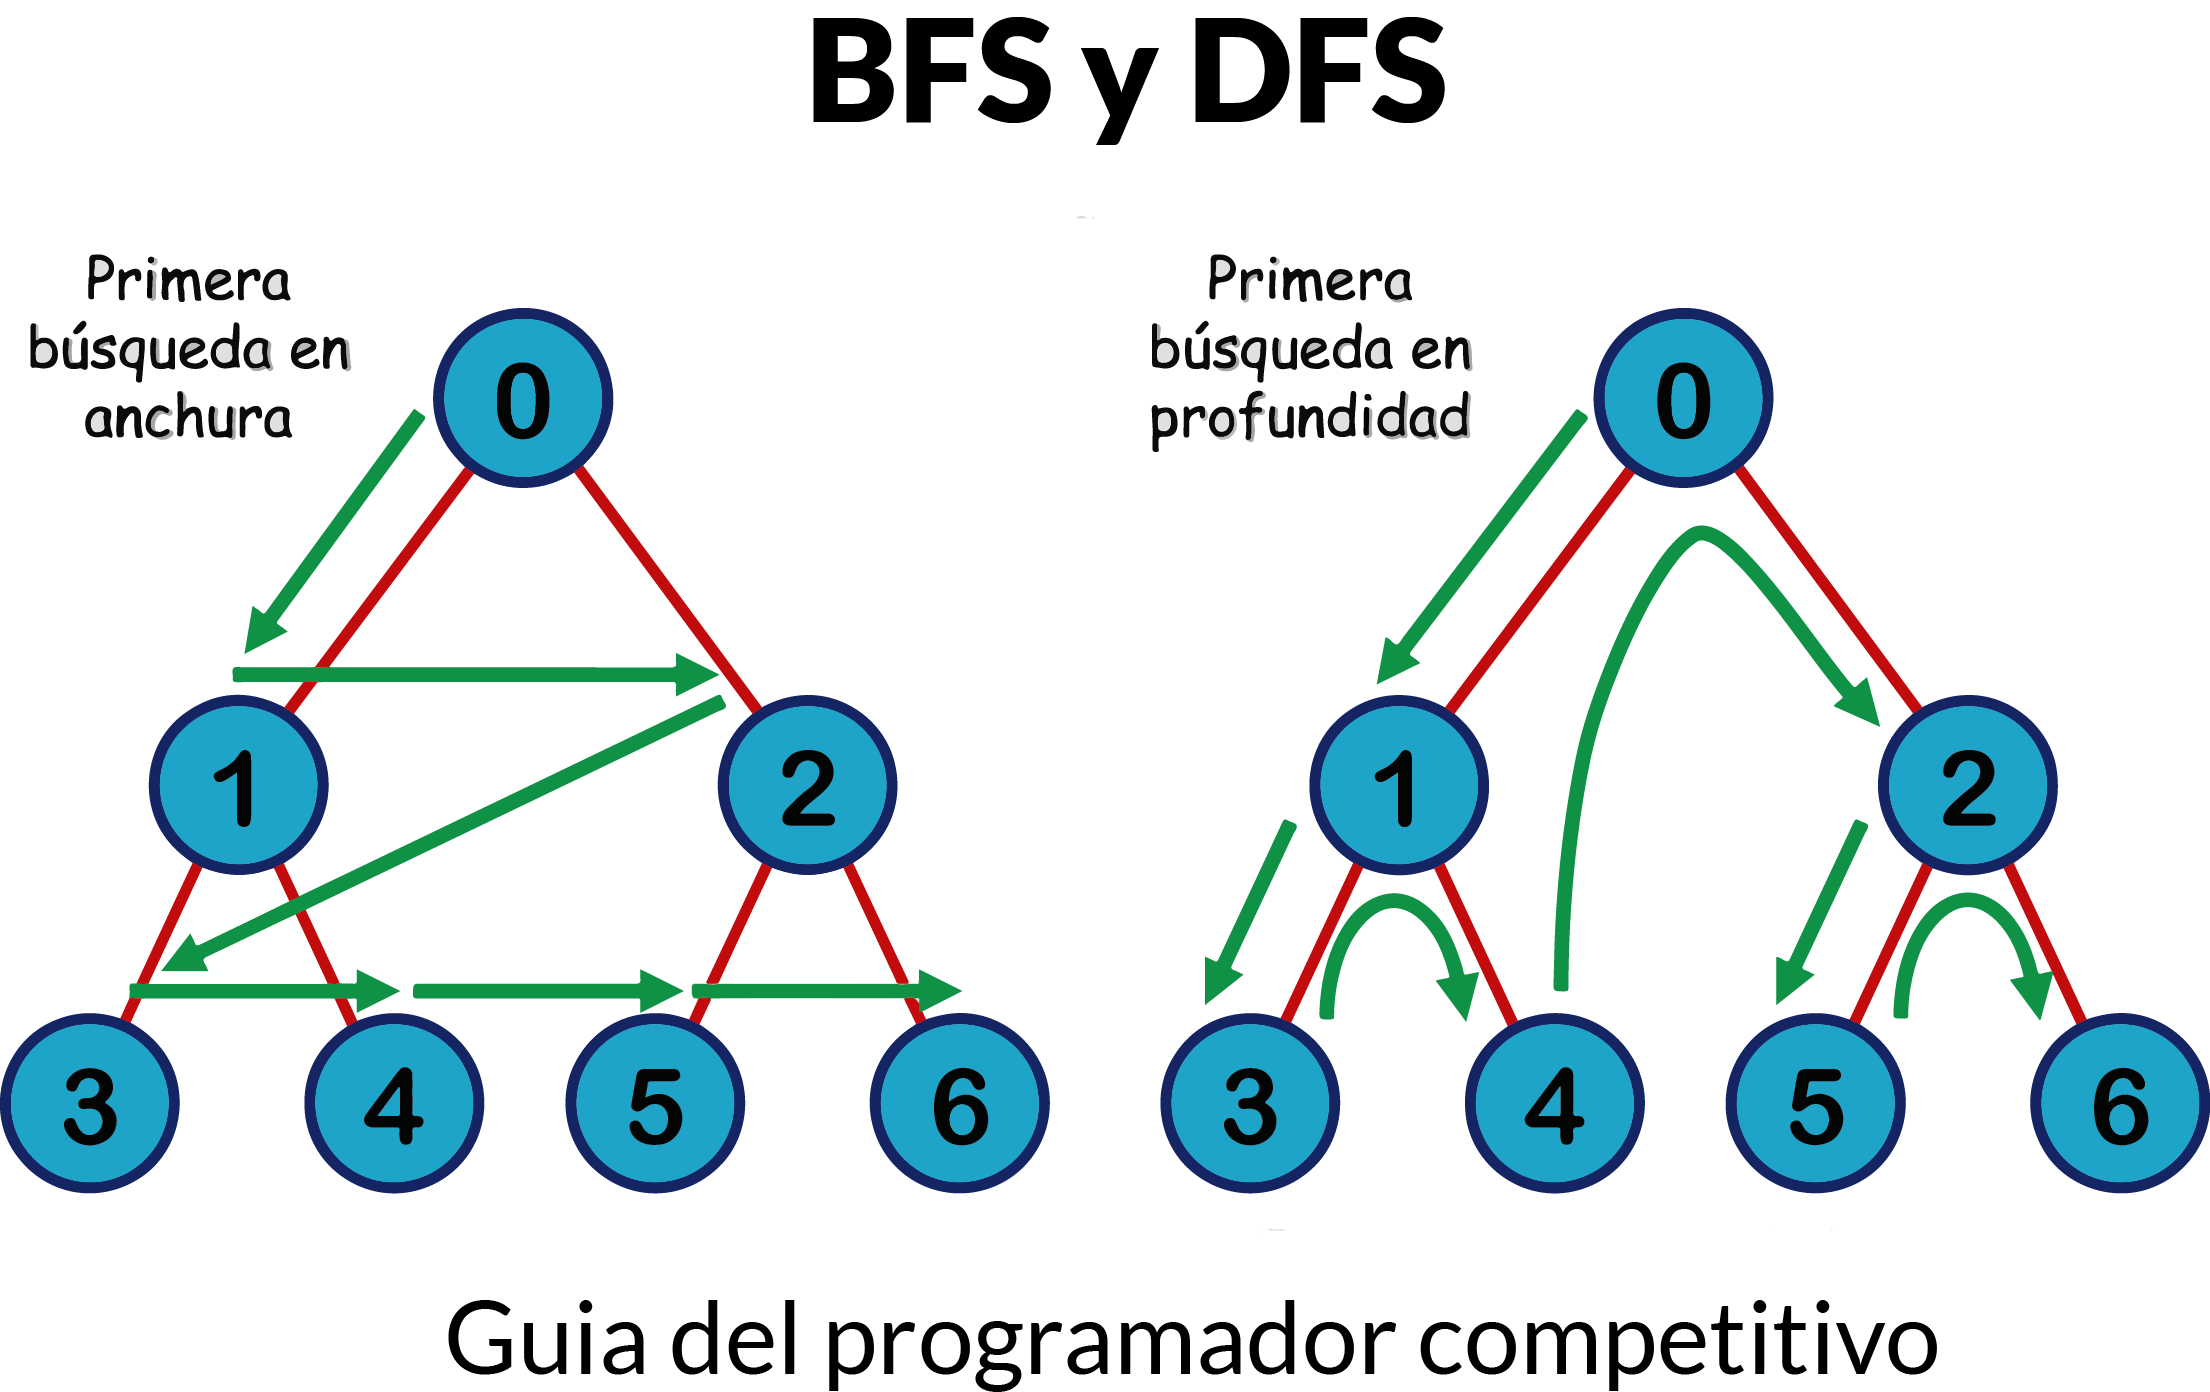 BFS y DFS
Primera
búsqueda en
anchura
0
1
2
3
4
5
6
Primera
búsqueda en
profundidad
0
1
2
3
4
5
6
Guia del programador competitivo